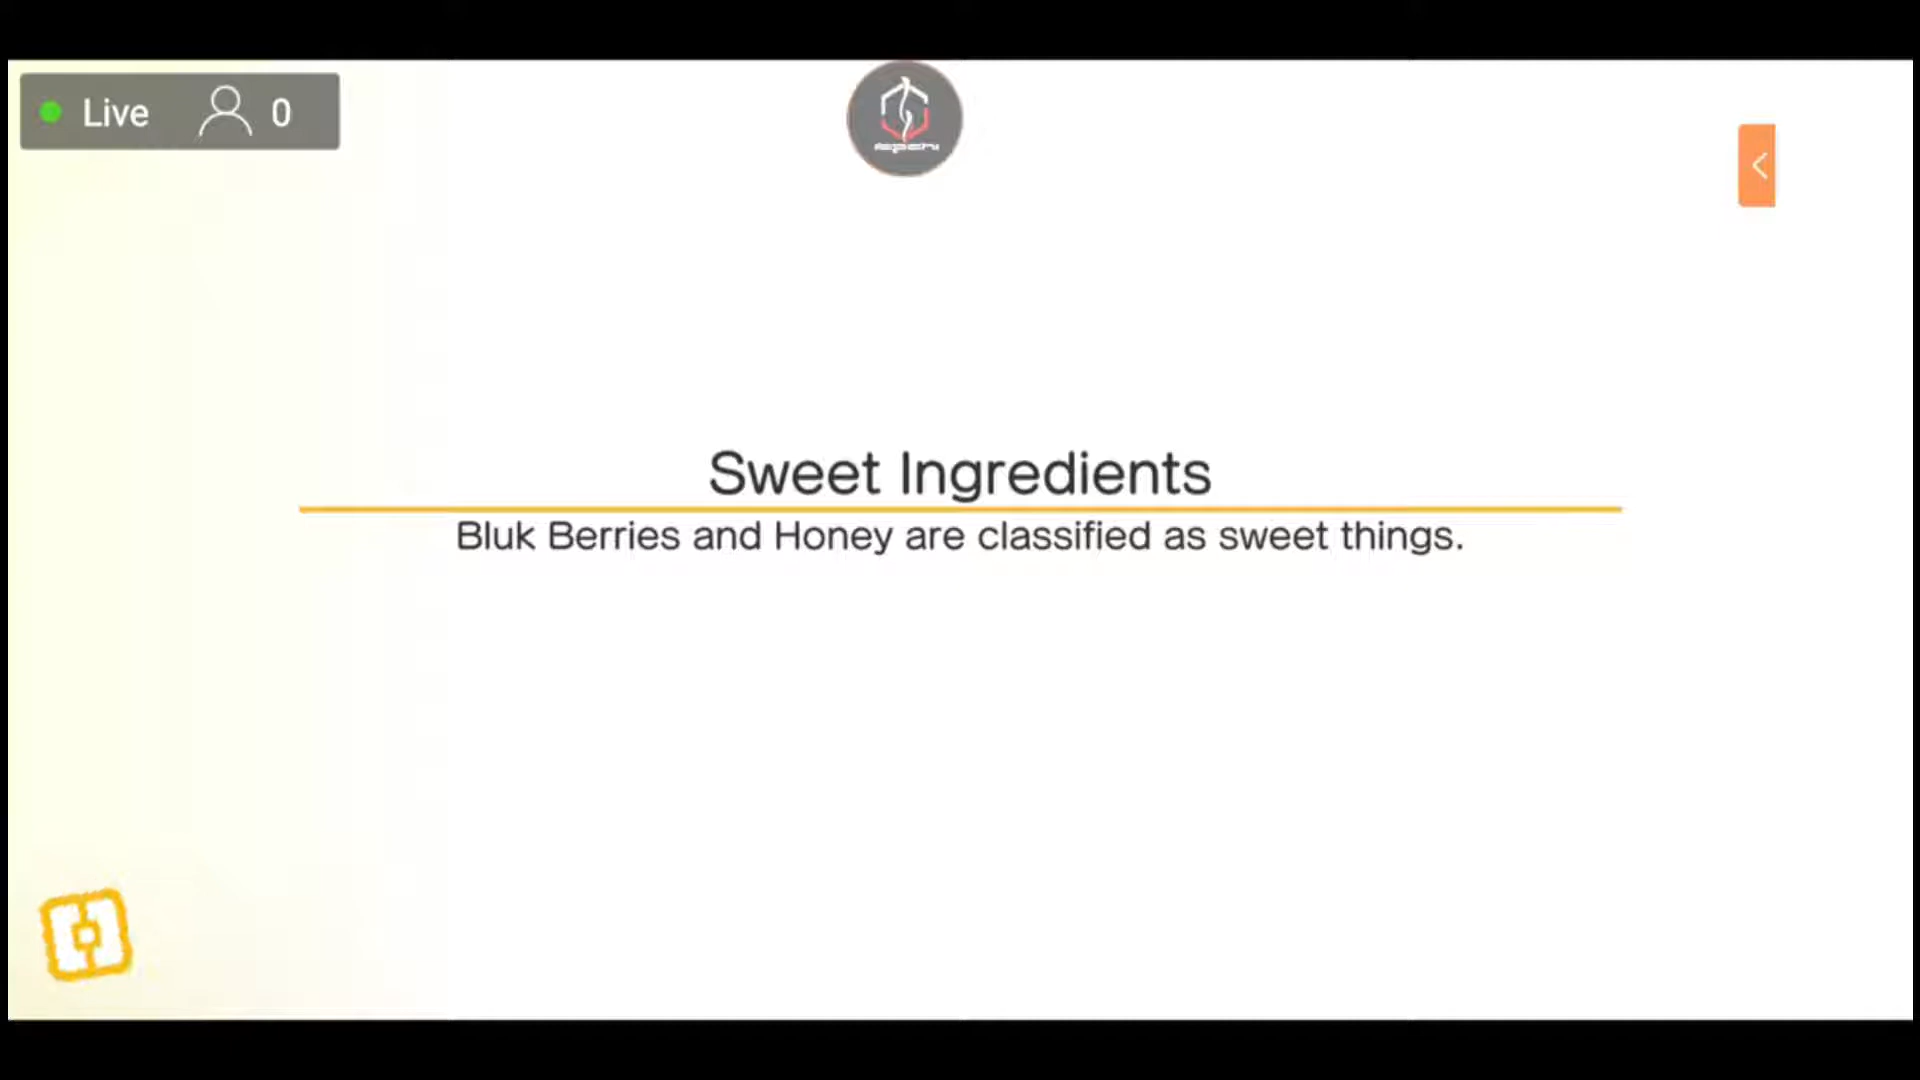 Live 0
Sweet Ingredients
Bluk Berries and Honey are classified as sweet things.